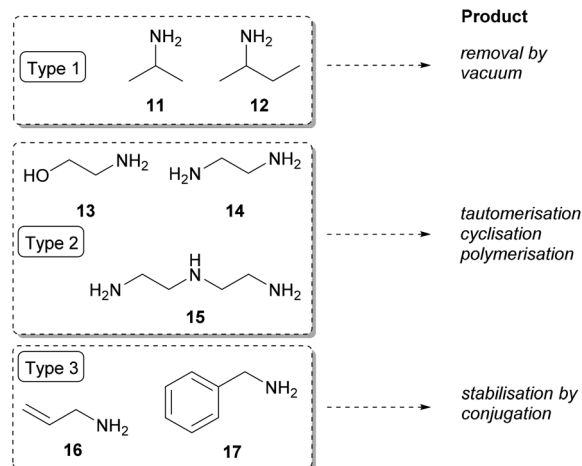 Product
NH2
NH2
Type 1
11
12
removal by
vacuum
HO
NH2
H2N
NH2
13
14
Type 2
H2N
H
N
NH2
15
tautomerisation
cyclisation
polymerisation
Type 3
NH2
16
NH2
17
stabilisation by
conjugation